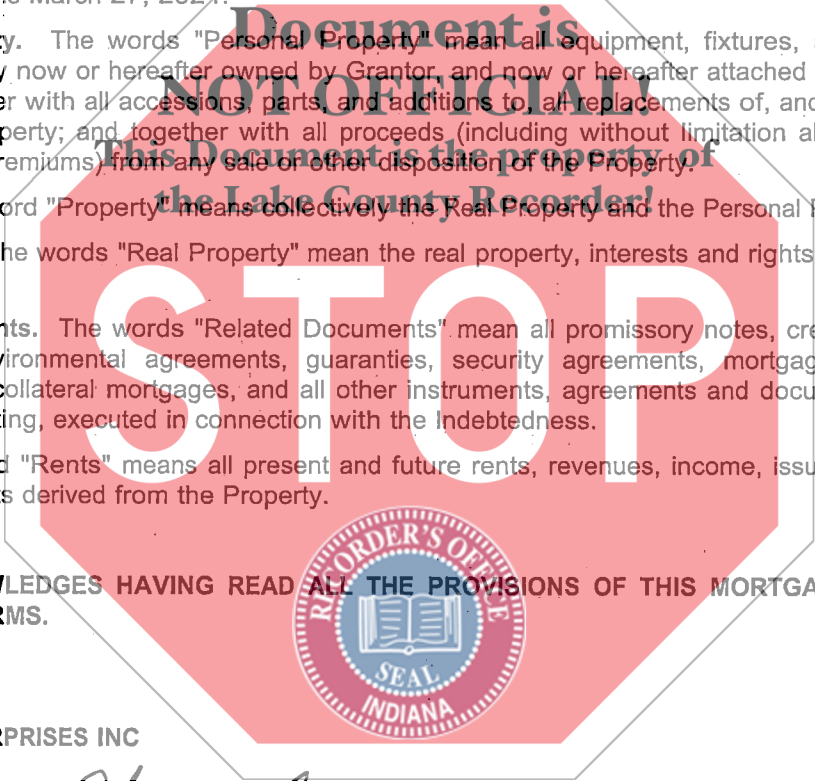 March 27, 2021.
Document is
ty. The words "Personal Property" mean all equipment, fixtures,
y now or hereafter owned by Grantor, and now or hereafter attached
NOT OFFICIAL!
er with all accessions, parts, and additions to, all replacements of, and
perty; and together with all proceeds (including without limitation al
remiums) from any sale or other disposition of the Property.
This Document is the property of
the Lake County Recorder!
ord "Property" means collectively the Real Property and the Personal P
he words "Real Property" mean the real property, interests and rights
STOP
nts. The words "Related Documents" mean all promissory notes, cre
vironmental agreements, guaranties, security agreements, mortgag
collateral mortgages, and all other instruments, agreements and docu
ting, executed in connection with the Indebtedness.
d "Rents" means all present and future rents, revenues, income, issu
ts derived from the Property.
RECORDER'S OFFICE
WLEDGES HAVING READ ALL THE PROVISIONS OF THIS MORTGA
RMS.
SEAL
INDIANA
RPRISES INC